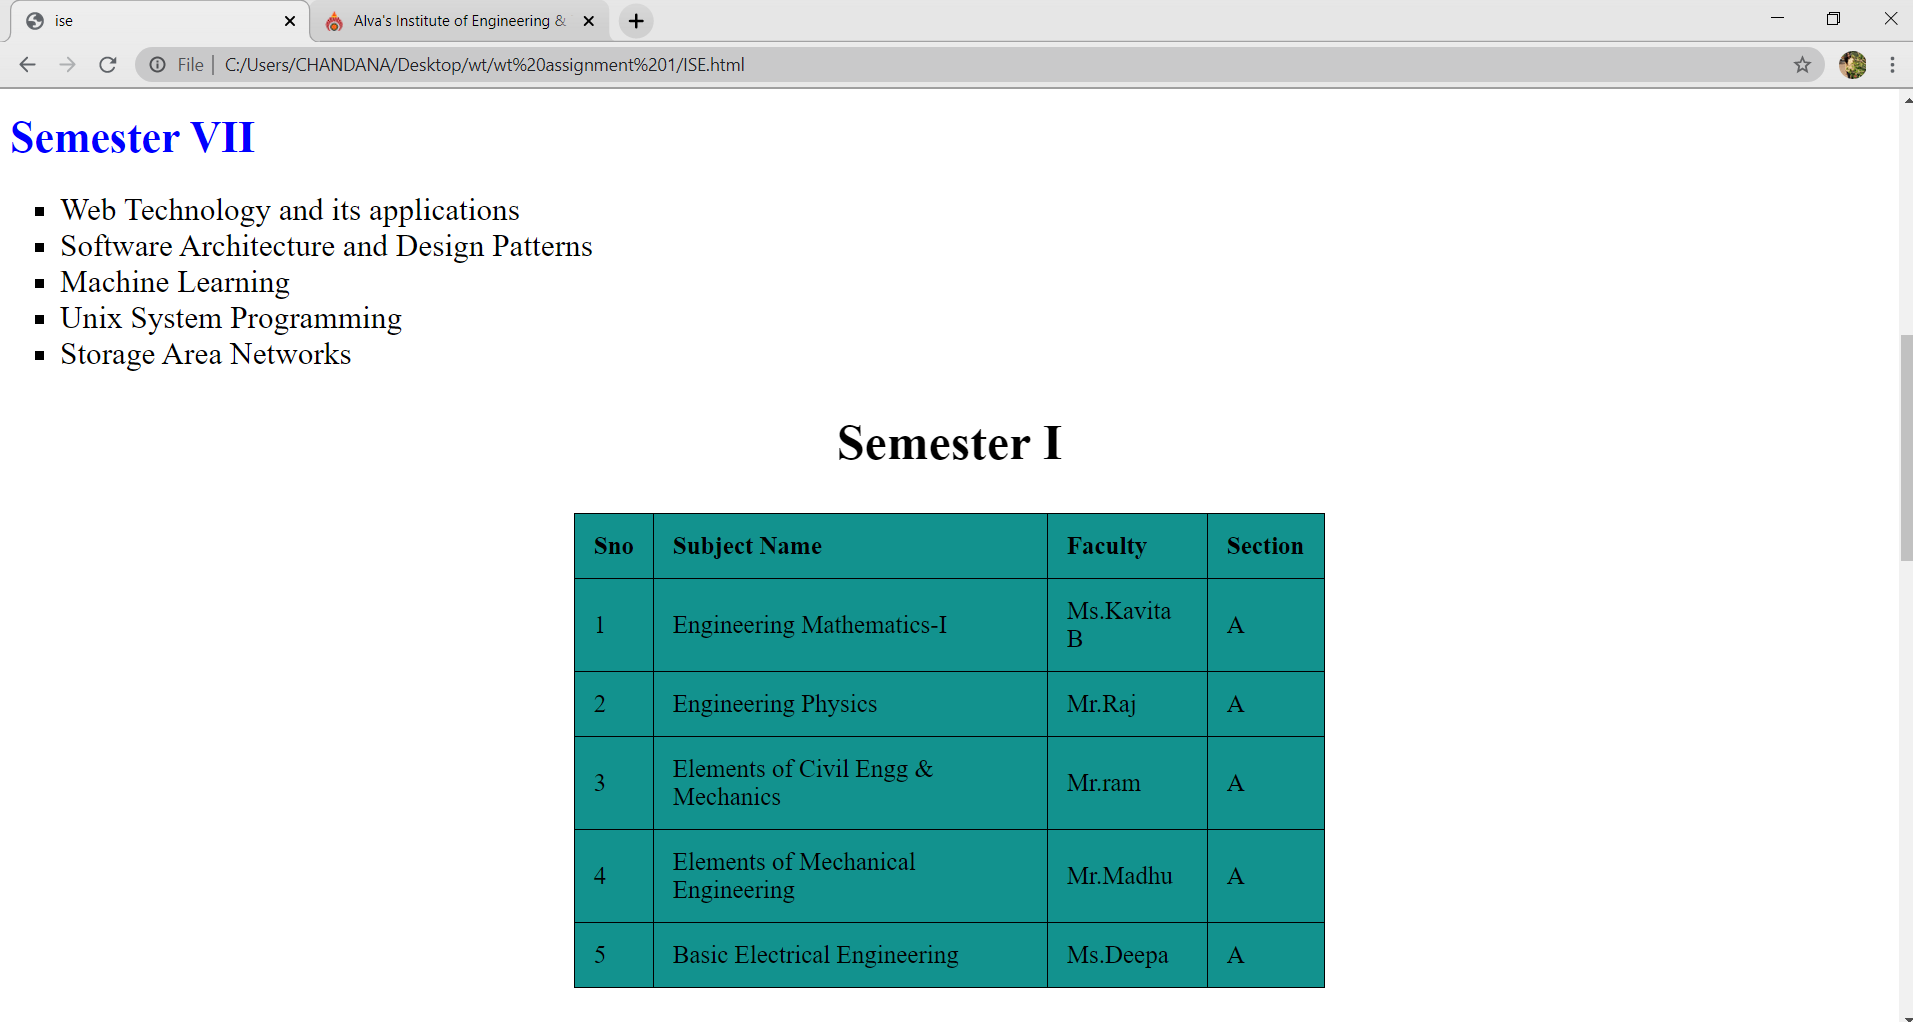 ise
Alva's Institute of Engineering &
File
C:/Users/CHANDANA/Desktop/wt/wt%20assignment%201/ISE.html
Semester VII
Web Technology and its applications
Software Architecture and Design Patterns
Machine Learning
Unix System Programming
Storage Area Networks
Semester I
Sno Subject Name Faculty Section
1 Engineering Mathematics-I Ms.Kavita B A
2 Engineering Physics Mr.Raj A
3 Elements of Civil Engg & Mechanics Mr.ram A
4 Elements of Mechanical Engineering Mr.Madhu A
5 Basic Electrical Engineering Ms.Deepa A